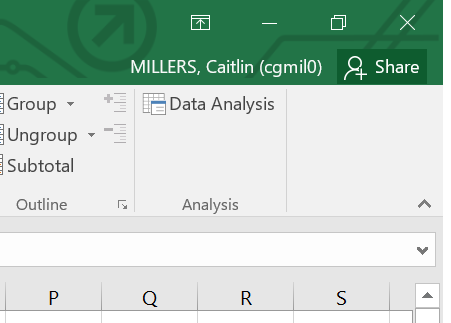 MILLERS, Caitlin (cgmil0) Share
Group Data Analysis
Ungroup
Subtotal
Outline Analysis
P Q R S